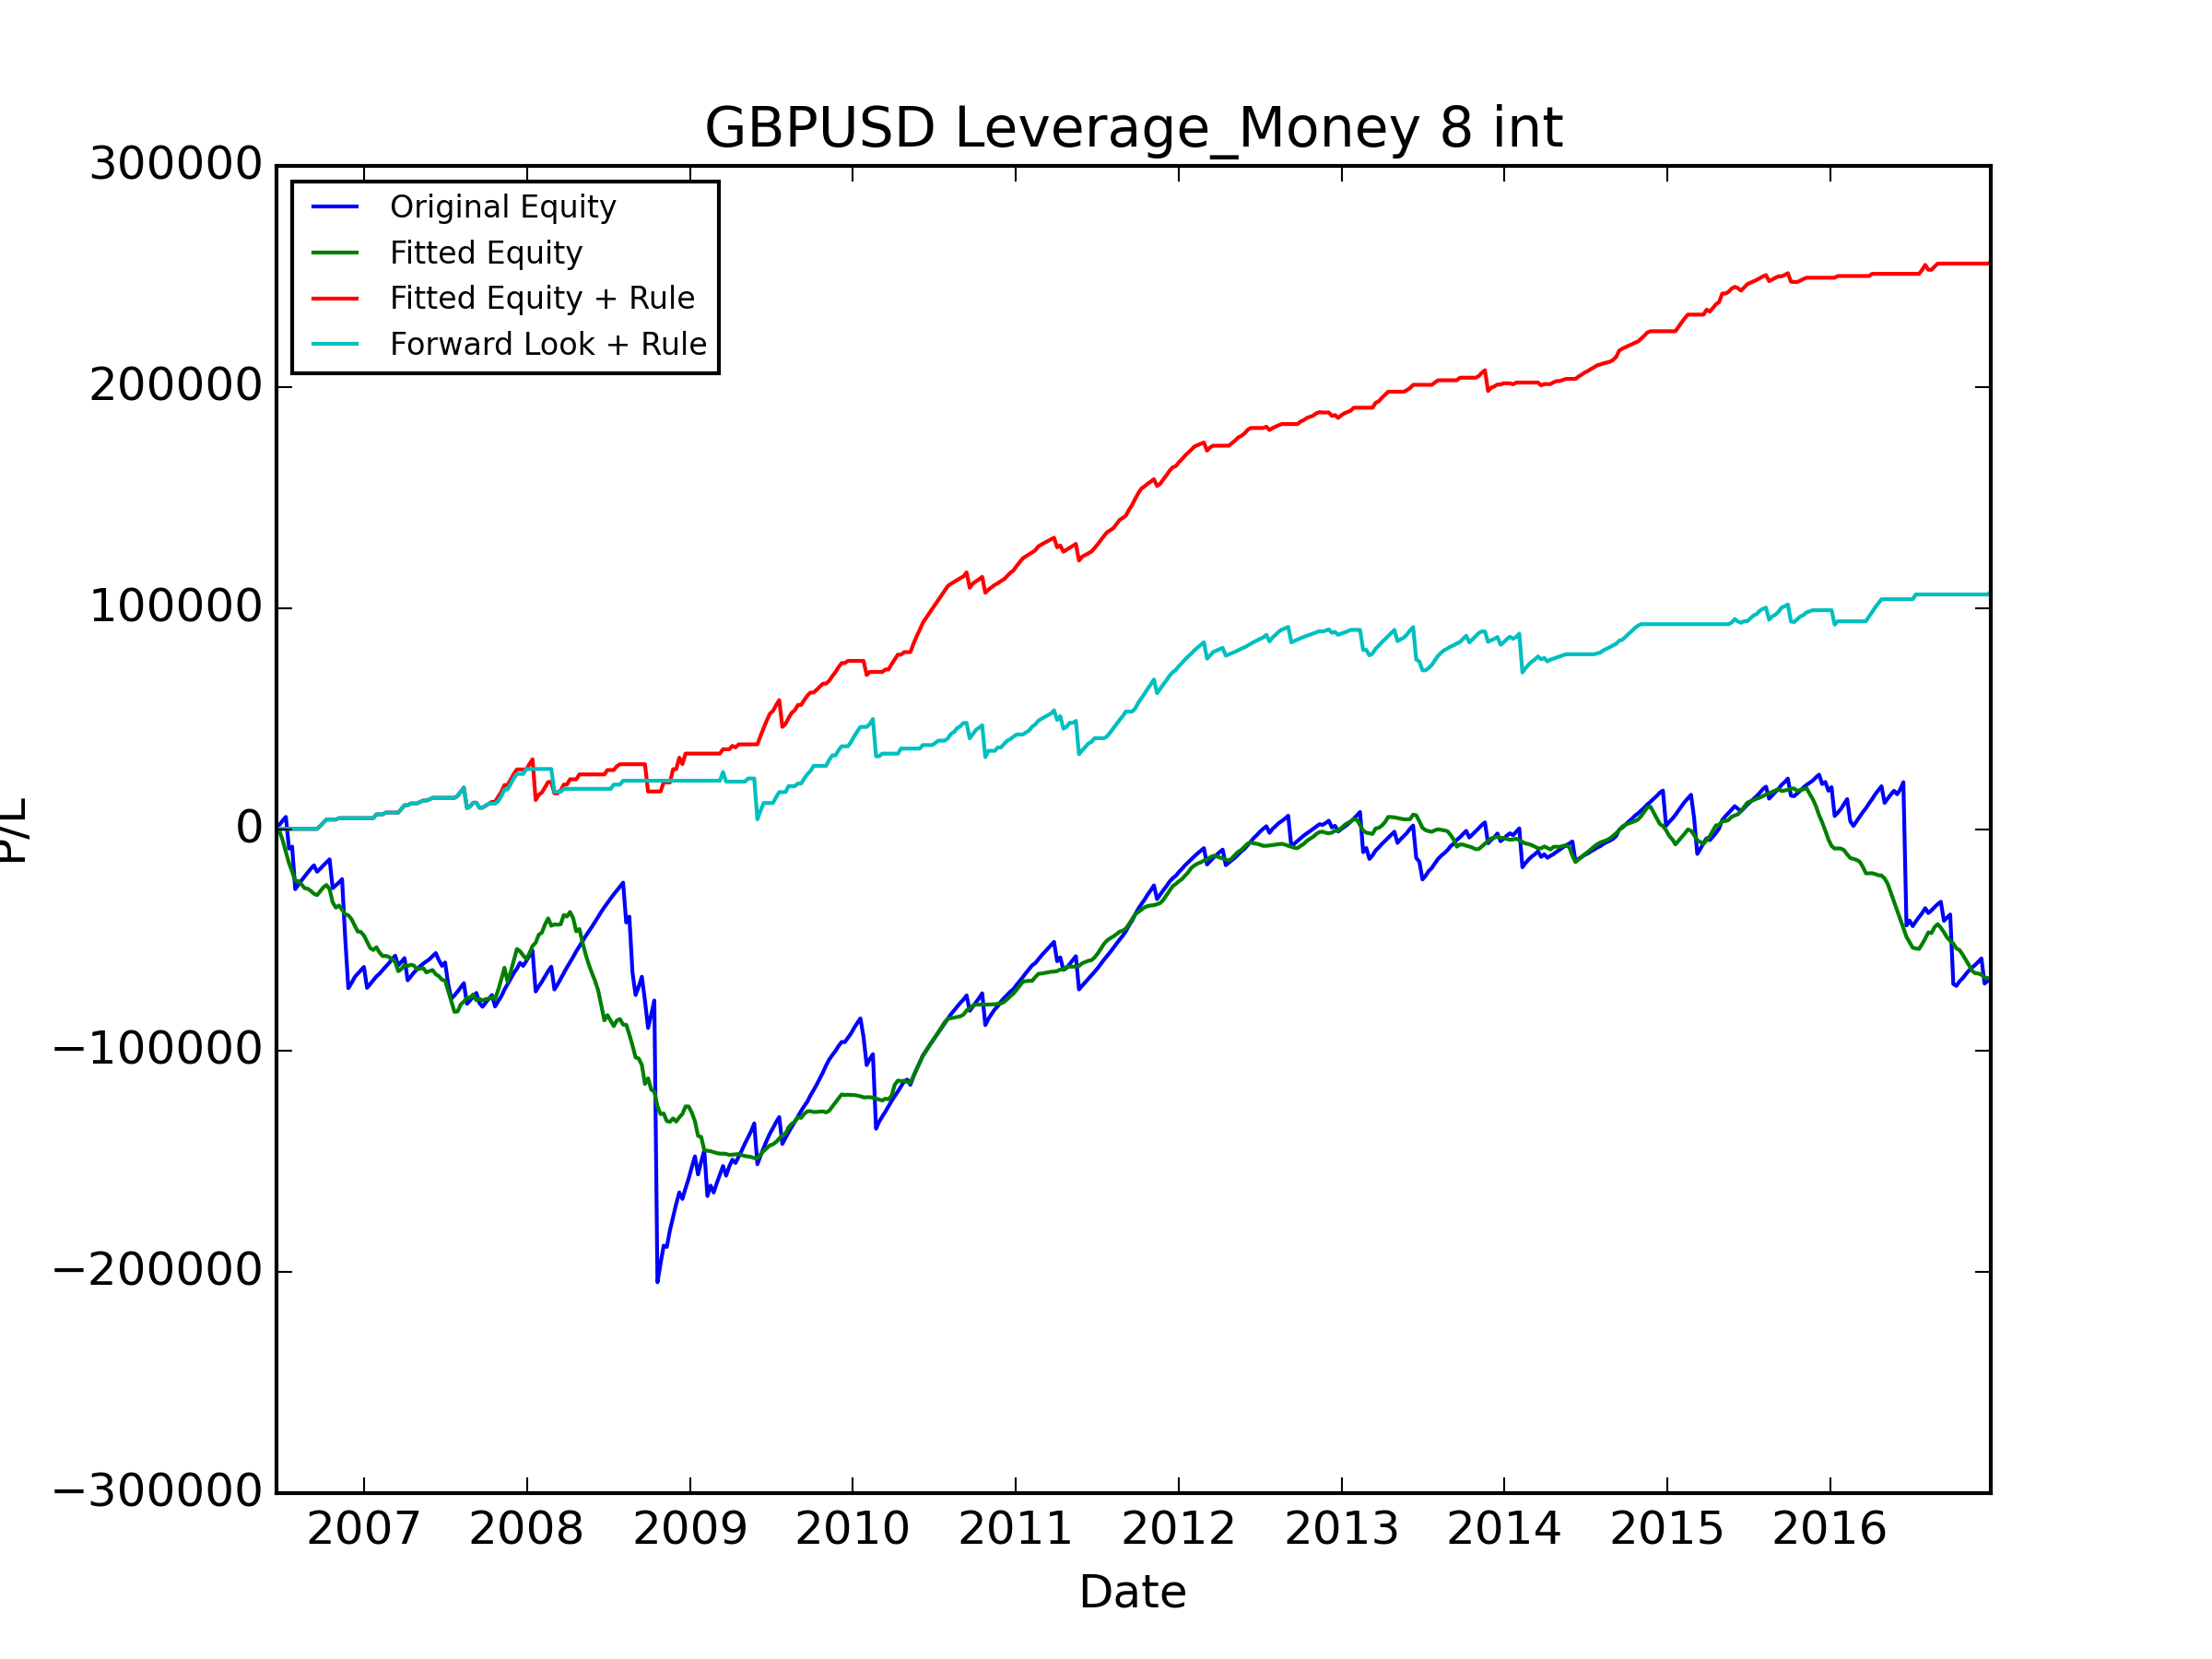 GBPUSD Leverage_Money 8 int
300000
200000
100000
0
−100000
−200000
−300000
P/L
Original Equity
Fitted Equity
Fitted Equity + Rule
Forward Look + Rule
2007 2008 2009 2010 2011 2012 2013 2014 2015 2016
Date